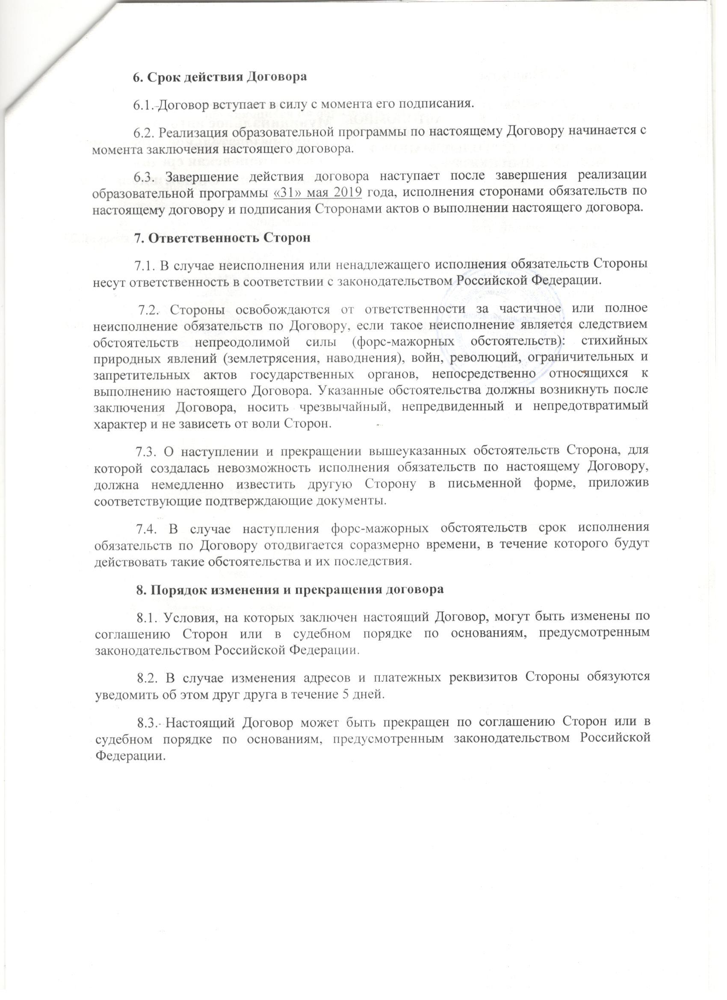 6. Срок действия Договора
6.1. Договор вступает в силу с момента его подписания.
6.2. Реализация образовательной программы по настоящему Договору начинается с
момента заключения настоящего договора.
6.3. Завершение действия договора наступает после завершения реализации
образовательной программы «31» мая 2019 года, исполнения сторонами обязательств по
настоящему договору и подписания Сторонами актов о выполнении настоящего договора.
7. Ответственность Сторон
7.1. В случае неисполнения или ненадлежащего исполнения обязательств Стороны
несут ответственность в соответствии с законодательством Российской Федерации.
7.2. Стороны освобождаются от ответственности за частичное или полное
неисполнение обязательств по Договору, если такое неисполнение является следствием
обстоятельств непреодолимой силы (форс-мажорных обстоятельств): стихийных
природных явлений (землетрясения, наводнения), войн, революций, ограничительных и
запретительных актов государственных органов, непосредственно относящихся к
выполнению настоящего Договора. Указанные обстоятельства должны возникнуть после
заключения Договора, носить чрезвычайный, непредвиденный и непредотвратимый
характер и не зависеть от воли Сторон.
7.3. О наступлении и прекращении вышеуказанных обстоятельств Сторона, для
которой создалась невозможность исполнения обязательств по настоящему Договору,
должна немедленно известить другую Сторону в письменной форме, приложив
соответствующие подтверждающие документы.
7.4. В случае наступления форс-мажорных обстоятельств срок исполнения
обязательств по Договору отодвигается соразмерно времени, в течение которого будут
действовать такие обстоятельства и их последствия.
8. Порядок изменения и прекращения договора
8.1. Условия, на которых заключен настоящий Договор, могут быть изменены по
соглашению Сторон или в судебном порядке по основаниям, предусмотренным
законодательством Российской Федерации.
8.2. В случае изменения адресов и платежных реквизитов Стороны обязуются
уведомить об этом друг друга в течение 5 дней.
8.3. Настоящий Договор может быть прекращен по соглашению Сторон или в
судебном порядке по основаниям, предусмотренным законодательством Российской
Федерации.